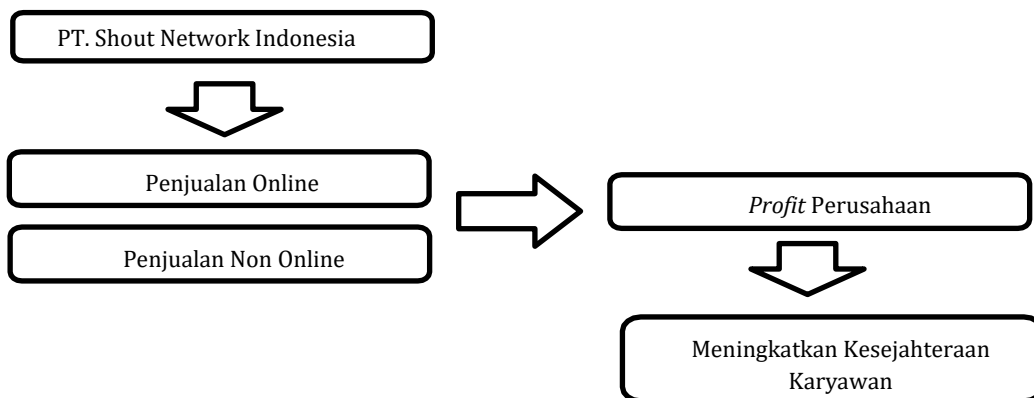 PT. Shout Network Indonesia
Penjualan Online
Penjualan Non Online
Profit Perusahaan
Meningkatkan Kesejahteraan
Karyawan